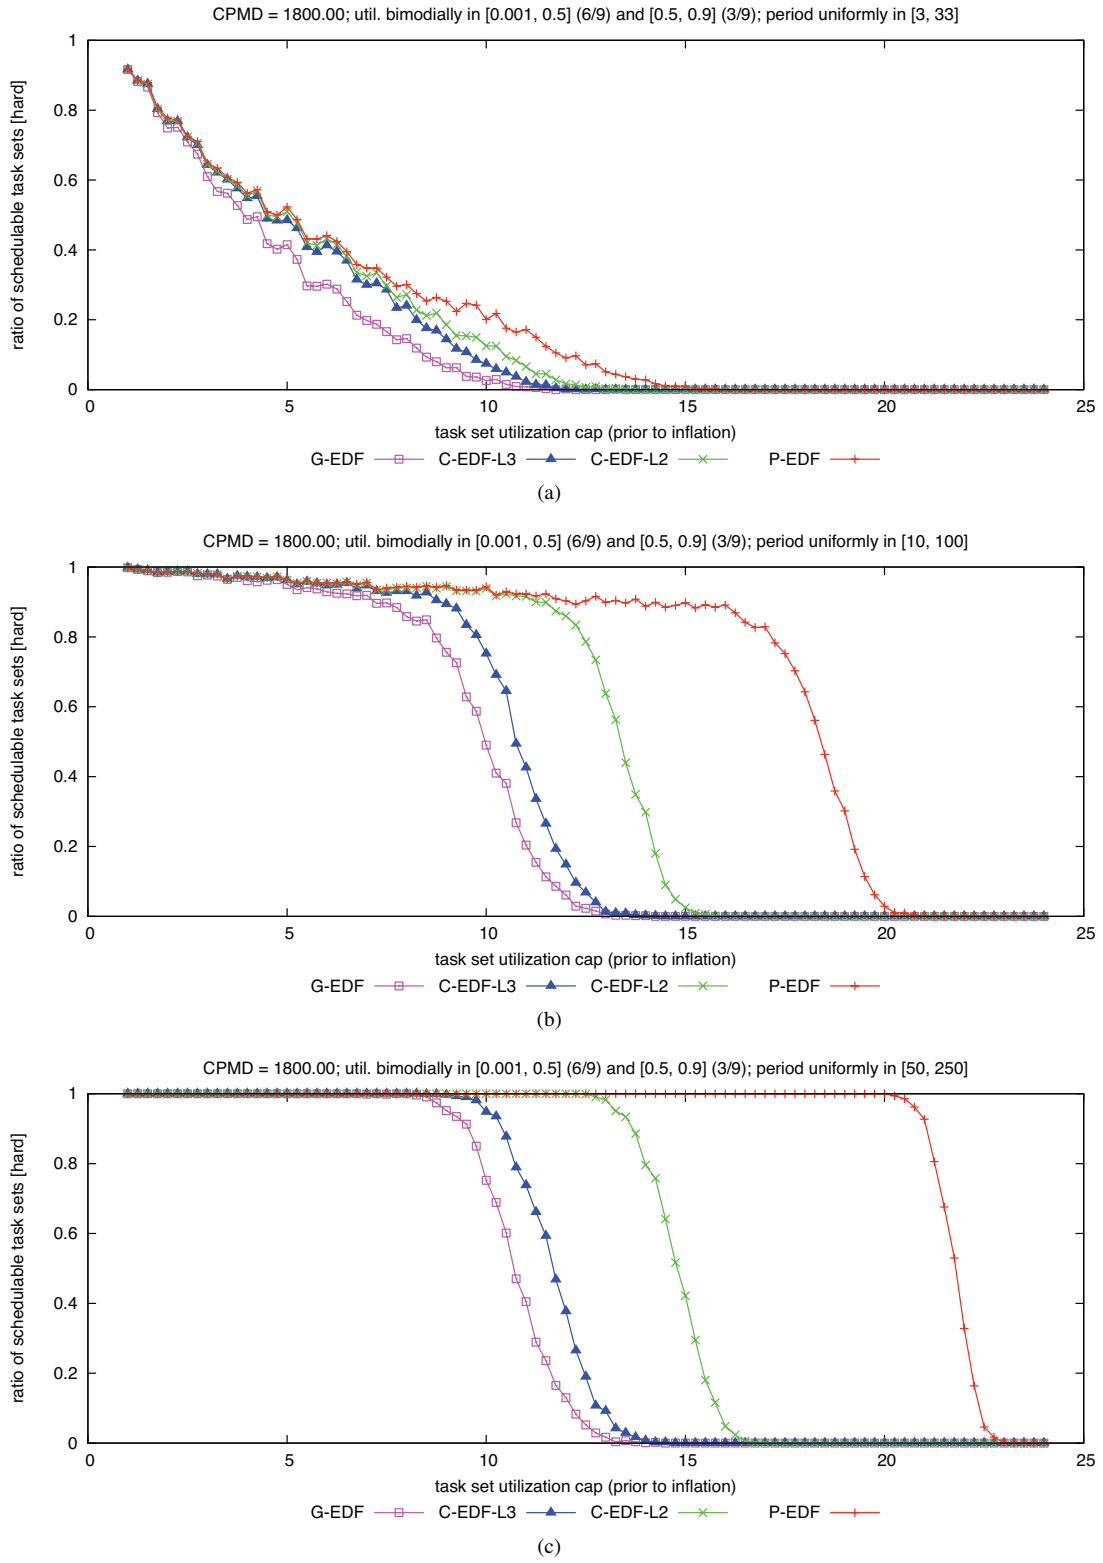 CPMD = 1800.00; util. bimodially in [0.001, 0.5] (6/9) and [0.5, 0.9] (3/9); period uniformly in [3, 33]
ratio of schedulable task sets [hard]
1
0.8
0.6
0.4
0.2
0
0 5 10 15 20 25
task set utilization cap (prior to inflation)
G-EDF C-EDF-L3 C-EDF-L2 P-EDF
(a)
CPMD = 1800.00; util. bimodially in [0.001, 0.5] (6/9) and [0.5, 0.9] (3/9); period uniformly in [10, 100]
ratio of schedulable task sets [hard]
1
0.8
0.6
0.4
0.2
0
0 5 10 15 20 25
task set utilization cap (prior to inflation)
G-EDF C-EDF-L3 C-EDF-L2 P-EDF
(b)
CPMD = 1800.00; util. bimodially in [0.001, 0.5] (6/9) and [0.5, 0.9] (3/9); period uniformly in [50, 250]
ratio of schedulable task sets [hard]
1
0.8
0.6
0.4
0.2
0
0 5 10 15 20 25
task set utilization cap (prior to inflation)
G-EDF C-EDF-L3 C-EDF-L2 P-EDF
(c)